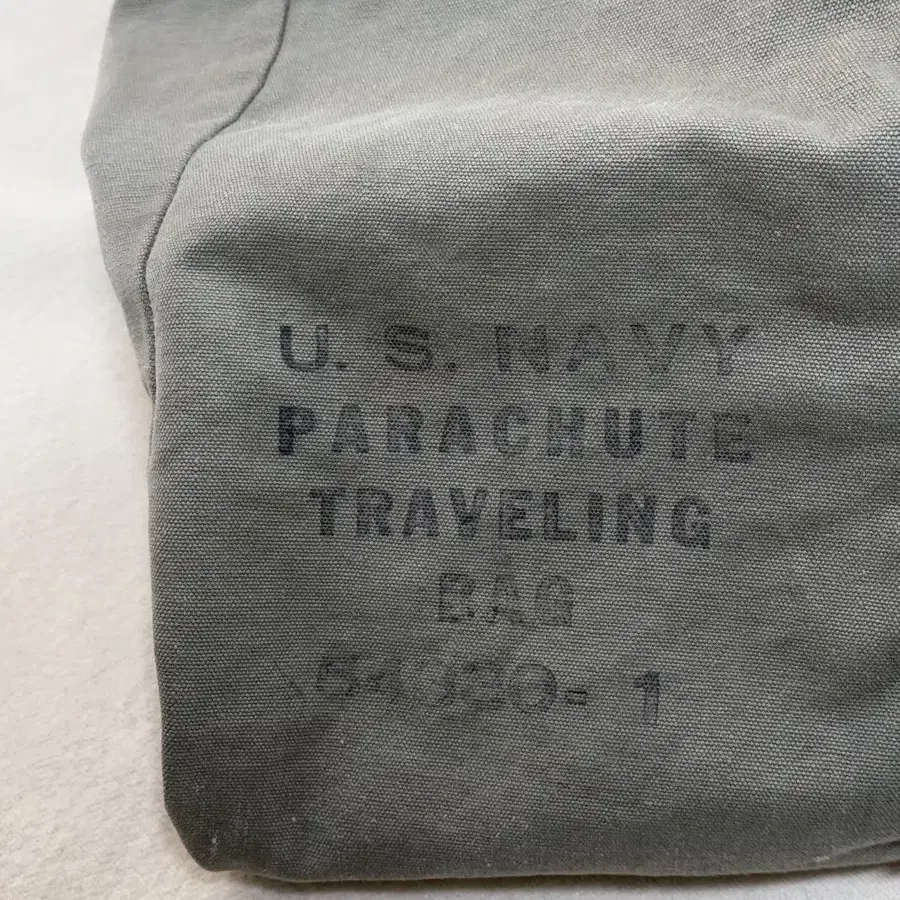 U. S. NAVY
PARACHUTE
TRAVELING
BAG